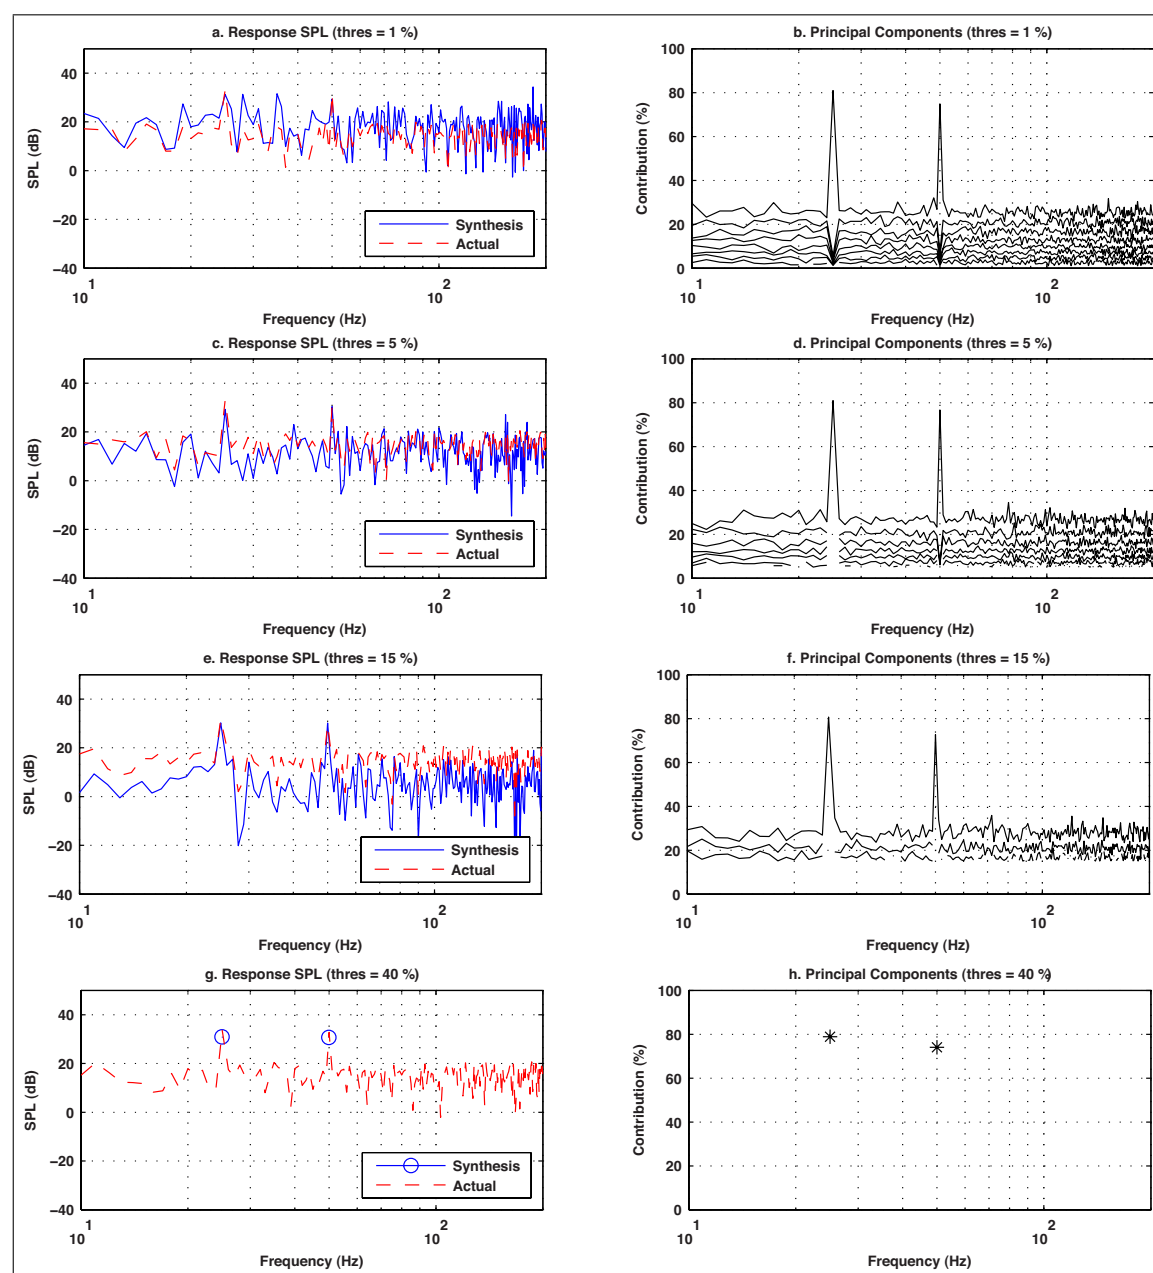 a. Response SPL (thres = 1 %)
40
20
0
−20
−40
SPL (dB)
Synthesis
Actual
10^1
10^2
Frequency (Hz)
b. Principal Components (thres = 1 %)
100
80
60
40
20
0
Contribution (%)
10^1
10^2
Frequency (Hz)
c. Response SPL (thres = 5 %)
40
20
0
−20
−40
SPL (dB)
Synthesis
Actual
10^1
10^2
Frequency (Hz)
d. Principal Components (thres = 5 %)
100
80
60
40
20
0
Contribution (%)
10^1
10^2
Frequency (Hz)
e. Response SPL (thres = 15 %)
40
20
0
−20
−40
SPL (dB)
Synthesis
Actual
10^1
10^2
Frequency (Hz)
f. Principal Components (thres = 15 %)
100
80
60
40
20
0
Contribution (%)
10^1
10^2
Frequency (Hz)
g. Response SPL (thres = 40 %)
40
20
0
−20
−40
SPL (dB)
Synthesis
Actual
10^1
10^2
Frequency (Hz)
h. Principal Components (thres = 40 %)
100
80
60
40
20
0
Contribution (%)
10^1
10^2
Frequency (Hz)